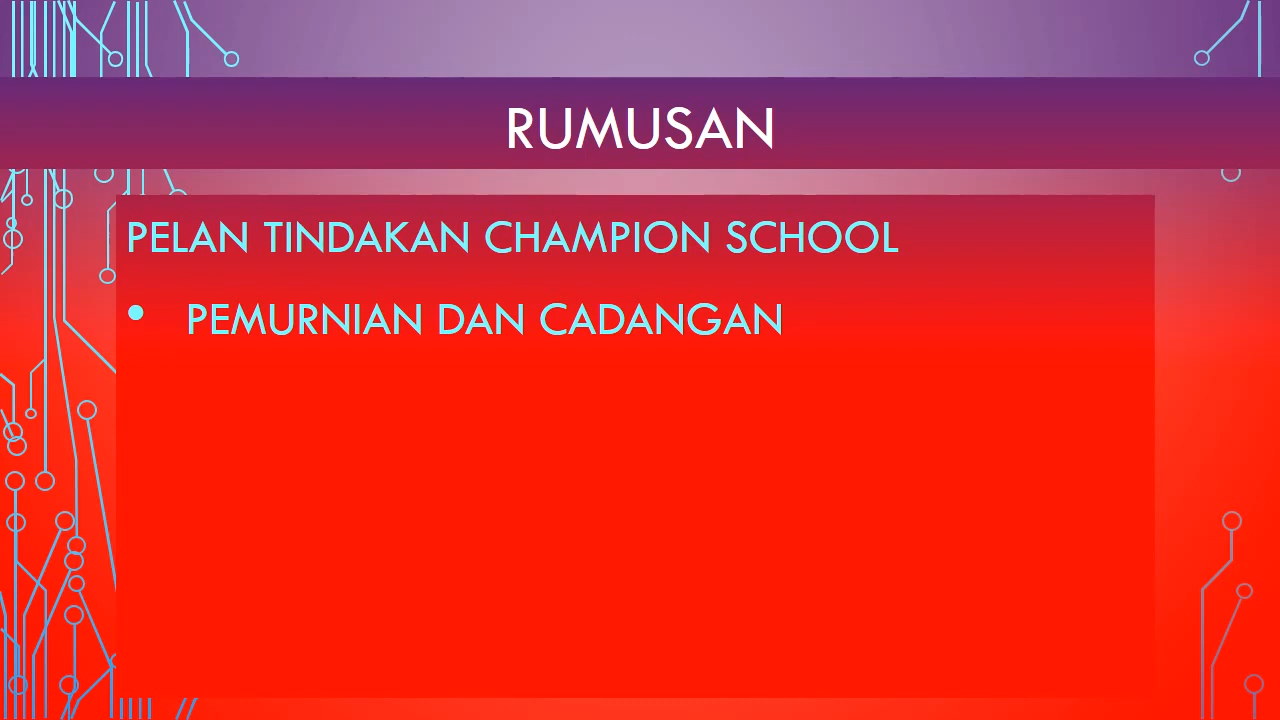 RUMUSAN
PELAN TINDAKAN CHAMPION SCHOOL
• PEMURNIAN DAN CADANGAN